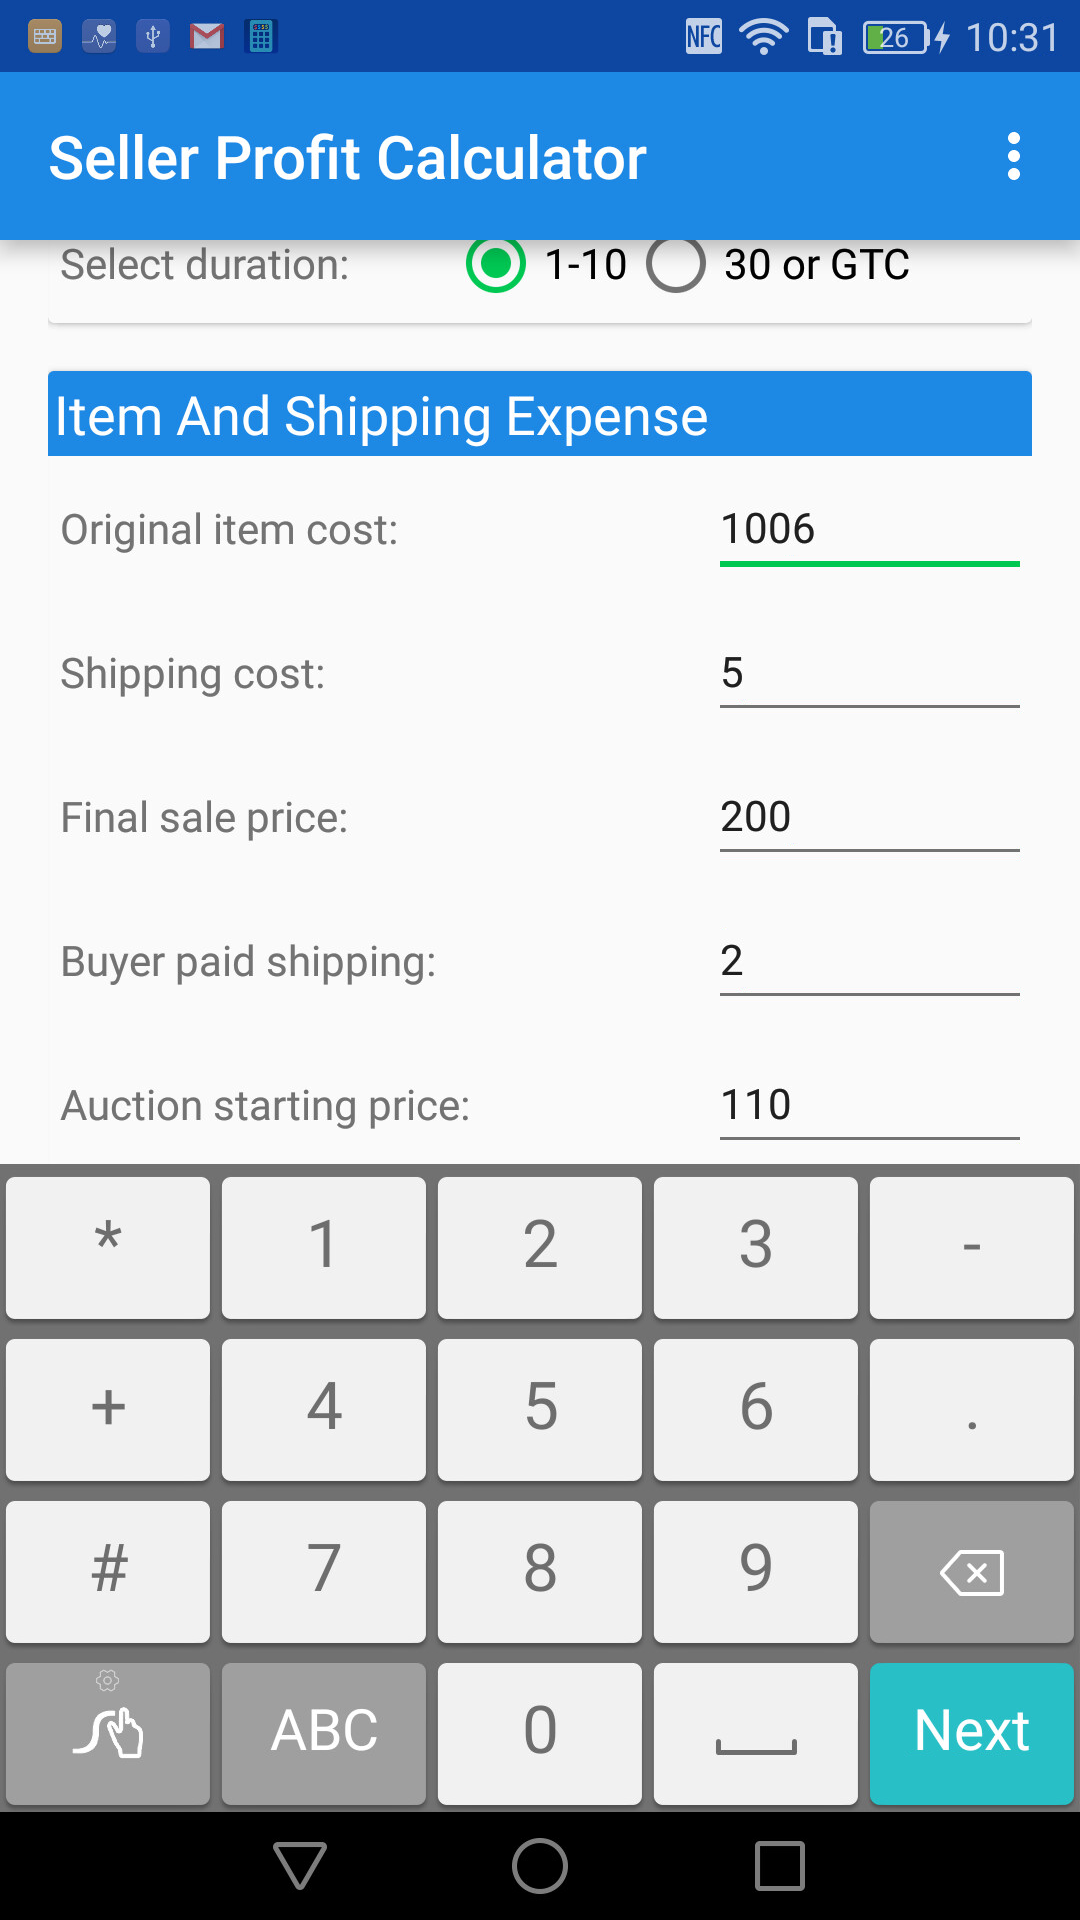 NFC 26 10:31
Seller Profit Calculator
Select duration: 1-10 30 or GTC
Item And Shipping Expense
Original item cost: 1006
Shipping cost: 5
Final sale price: 200
Buyer paid shipping: 2
Auction starting price: 110
* 1 2 3 -
+ 4 5 6 .
# 7 8 9
ABC 0 Next